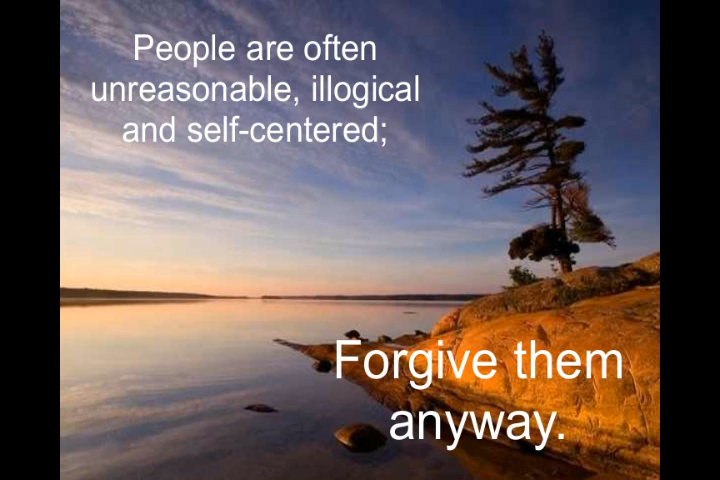 People are often
unreasonable, illogical
and self-centered;
Forgive them
anyway.